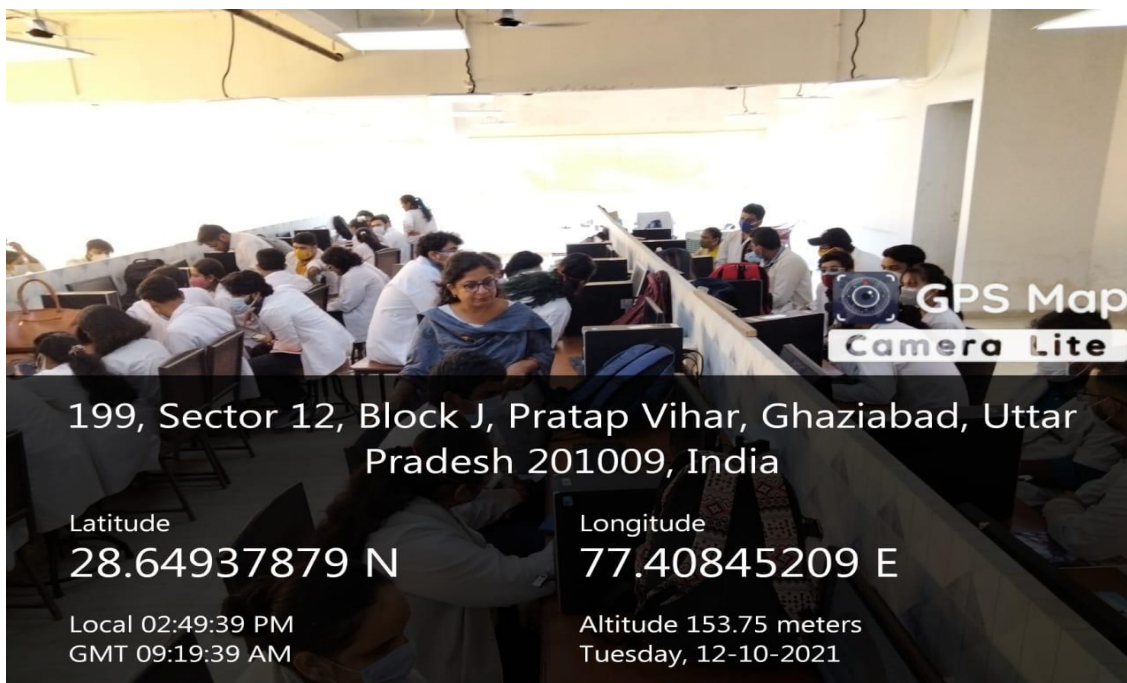 GPS Map
Camera Lite
199, Sector 12, Block J, Pratap Vihar, Ghaziabad, Uttar
Pradesh 201009, India
Latitude
28.64937879 N
Longitude
77.40845209 E
Local 02:49:39 PM
GMT 09:19:39 AM
Altitude 153.75 meters
Tuesday, 12-10-2021